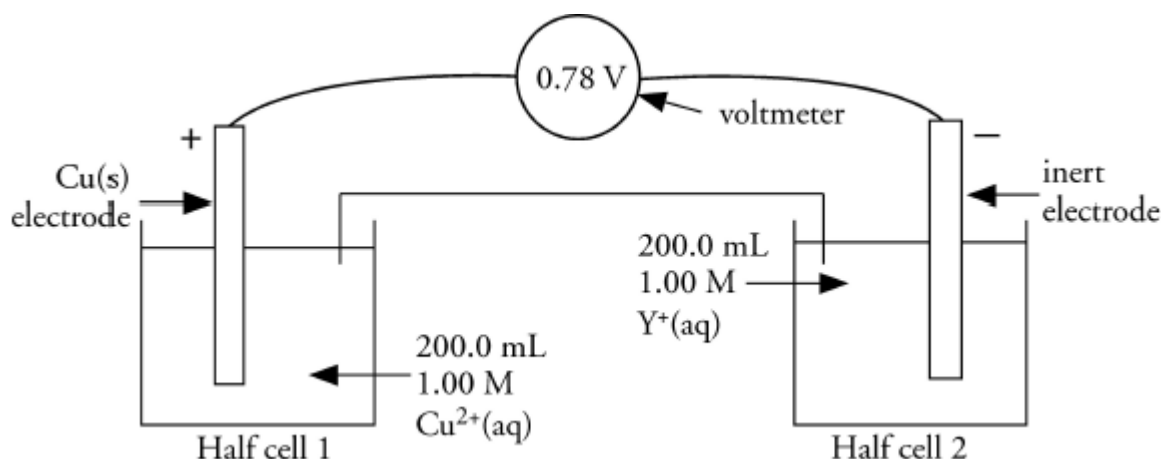 0.78 V
voltmeter
+
−
Cu(s)
electrode
inert
electrode
200.0 mL
1.00 M
Y⁺(aq)
200.0 mL
1.00 M
Cu²⁺(aq)
Half cell 1
Half cell 2